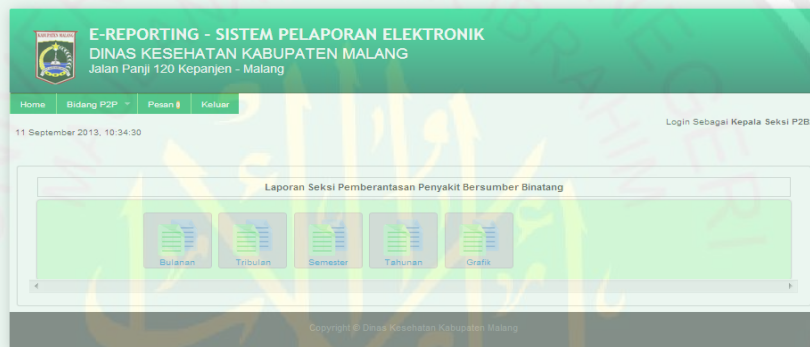 E-REPORTING - SISTEM PELAPORAN ELEKTRONIK
DINAS KESEHATAN KABUPATEN MALANG
Jalan Panji 120 Kepanjen - Malang
Home Bidang P2P Pesan Keluar
Login Sebagai Kepala Seksi P2B
11 September 2013, 10:34:30
Laporan Seksi Pemberantasan Penyakit Bersumber Binatang
Bulanan Tribulan Semester Tahunan Grafik
Copyright © Dinas Kesehatan Kabupaten Malang